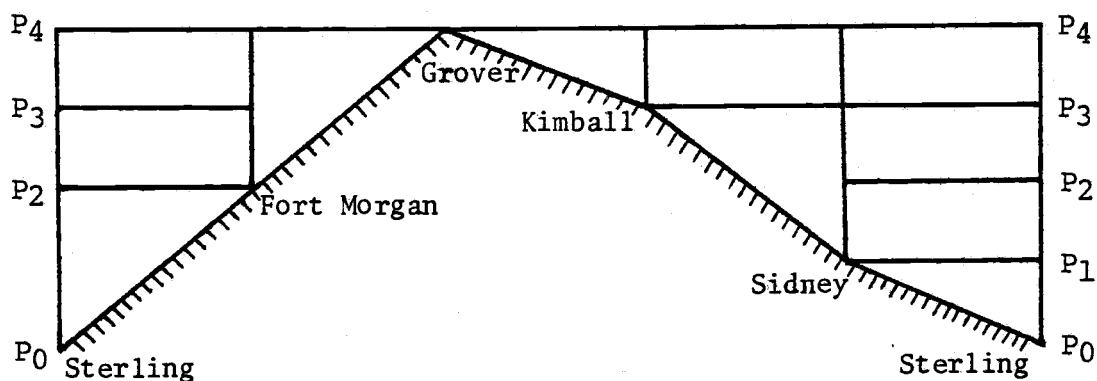 P4 P4
Grover
P3 Kimball P3
P2 Fort Morgan P2
Sidney P1
P0 Sterling Sterling P0